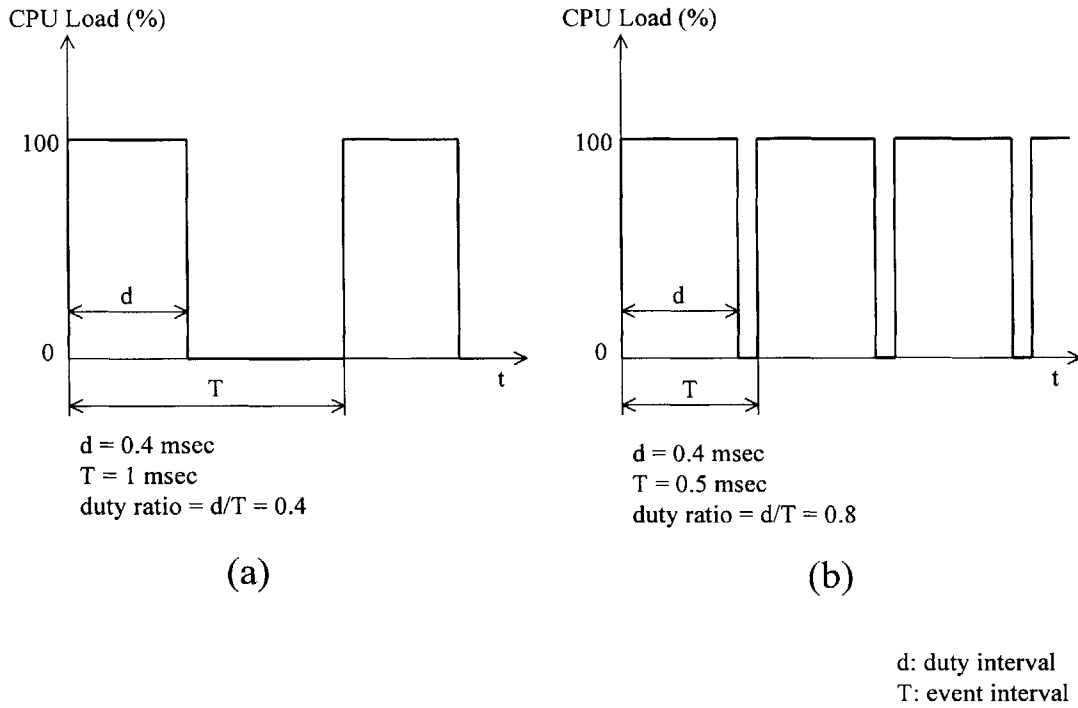 CPU Load (%)
100
d
0
t
T
d = 0.4 msec
T = 1 msec
duty ratio = d/T = 0.4
(a)
CPU Load (%)
100
d
0
t
T
d = 0.4 msec
T = 0.5 msec
duty ratio = d/T = 0.8
(b)
d: duty interval
T: event interval